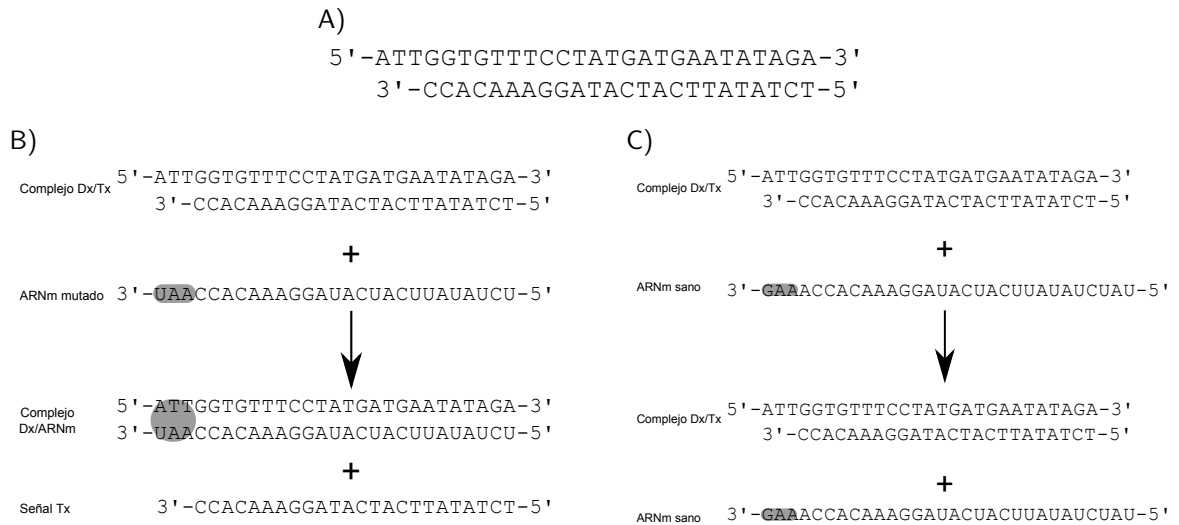 A)
5'-ATTGGTGTTTCCTATGATGAATATAGA-3'
3'-CCACAAAGGATACTACTTATATCT-5'
B)
Complejo Dx/Tx 5'-ATTGGTGTTTCCTATGATGAATATAGA-3'
3'-CCACAAAGGATACTACTTATATCT-5'
+
ARNm mutado 3'-UAACCACAAAGGAUACUACUUAUAUCU-5'
Complejo
Dx/ARNm
5'-ATTGGTGTTTCCTATGATGAATATAGA-3'
3'-UAACCACAAAGGAUACUACUUAUAUCU-5'
+
Señal Tx 3'-CCACAAAGGATACTACTTATATCT-5'
C)
Complejo Dx/Tx 5'-ATTGGTGTTTCCTATGATGAATATAGA-3'
3'-CCACAAAGGATACTACTTATATCT-5'
+
ARNm sano 3'-GAAACCACAAAGGAUACUACUUAUAUCUAU-5'
Complejo Dx/Tx 5'-ATTGGTGTTTCCTATGATGAATATAGA-3'
3'-CCACAAAGGATACTACTTATATCT-5'
+
ARNm sano 3'-GAAACCACAAAGGAUACUACUUAUAUCUAU-5'